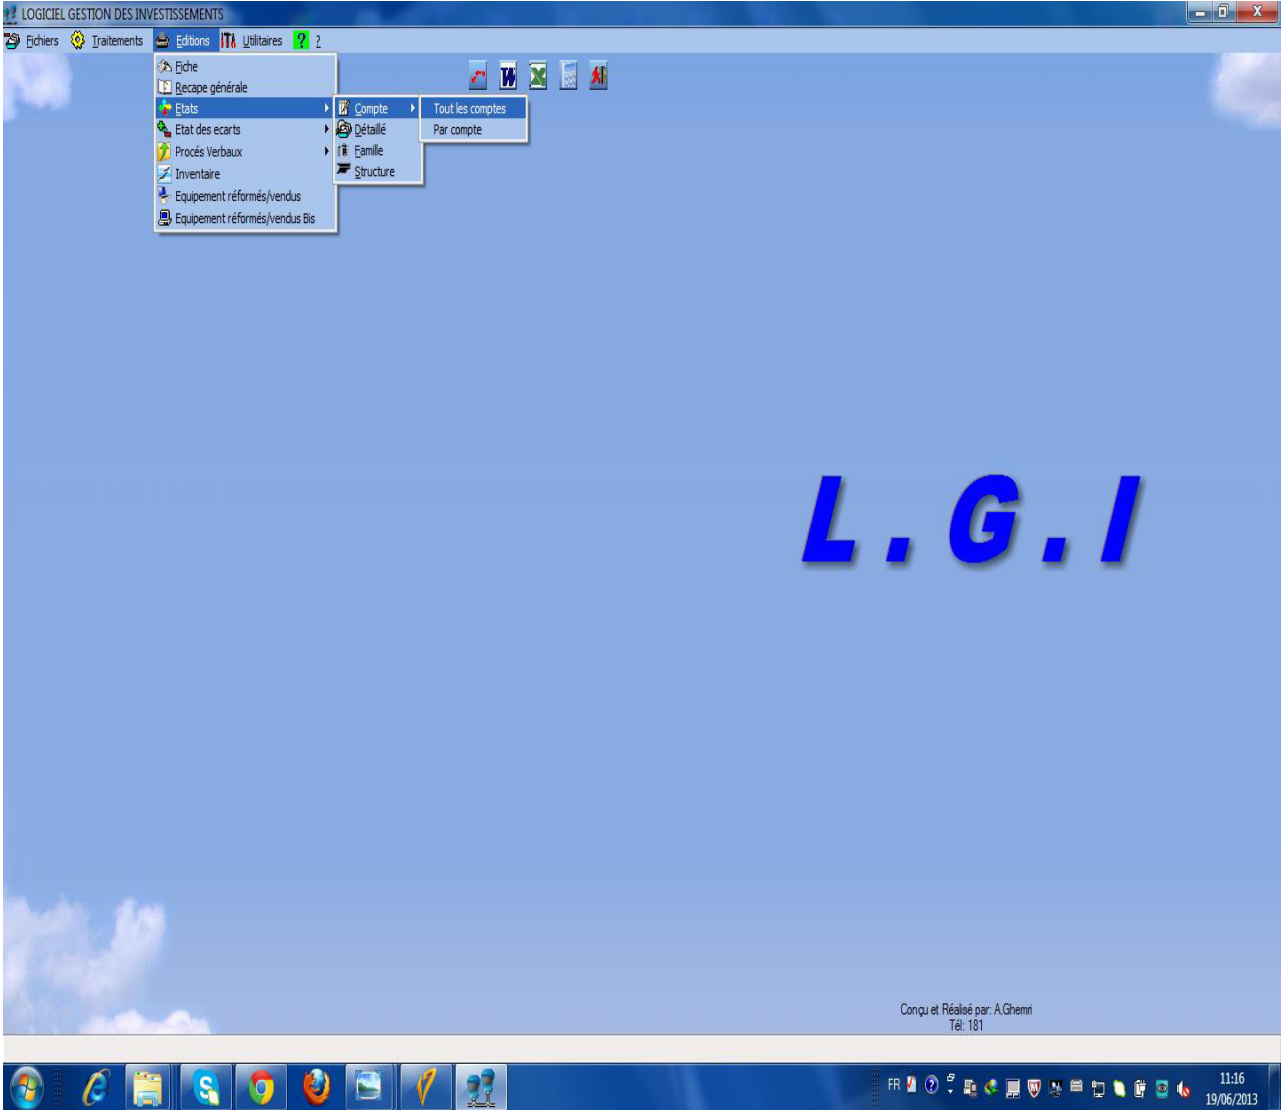 LOGICIEL GESTION DES INVESTISSEMENTS
Fichiers Traitements Editions Utilitaires ? ?
Fiche
Recape générale
Etats
Etat des ecarts
Procés Verbaux
Inventaire
Equipement réformés/vendus
Equipement réformés/vendus Bis
Compte
Détaillé
Famille
Structure
Tout les comptes
Par compte
L.G.I
Conçu et Réalisé par: A.Ghemri
Tél: 181
FR
11:16
19/06/2013